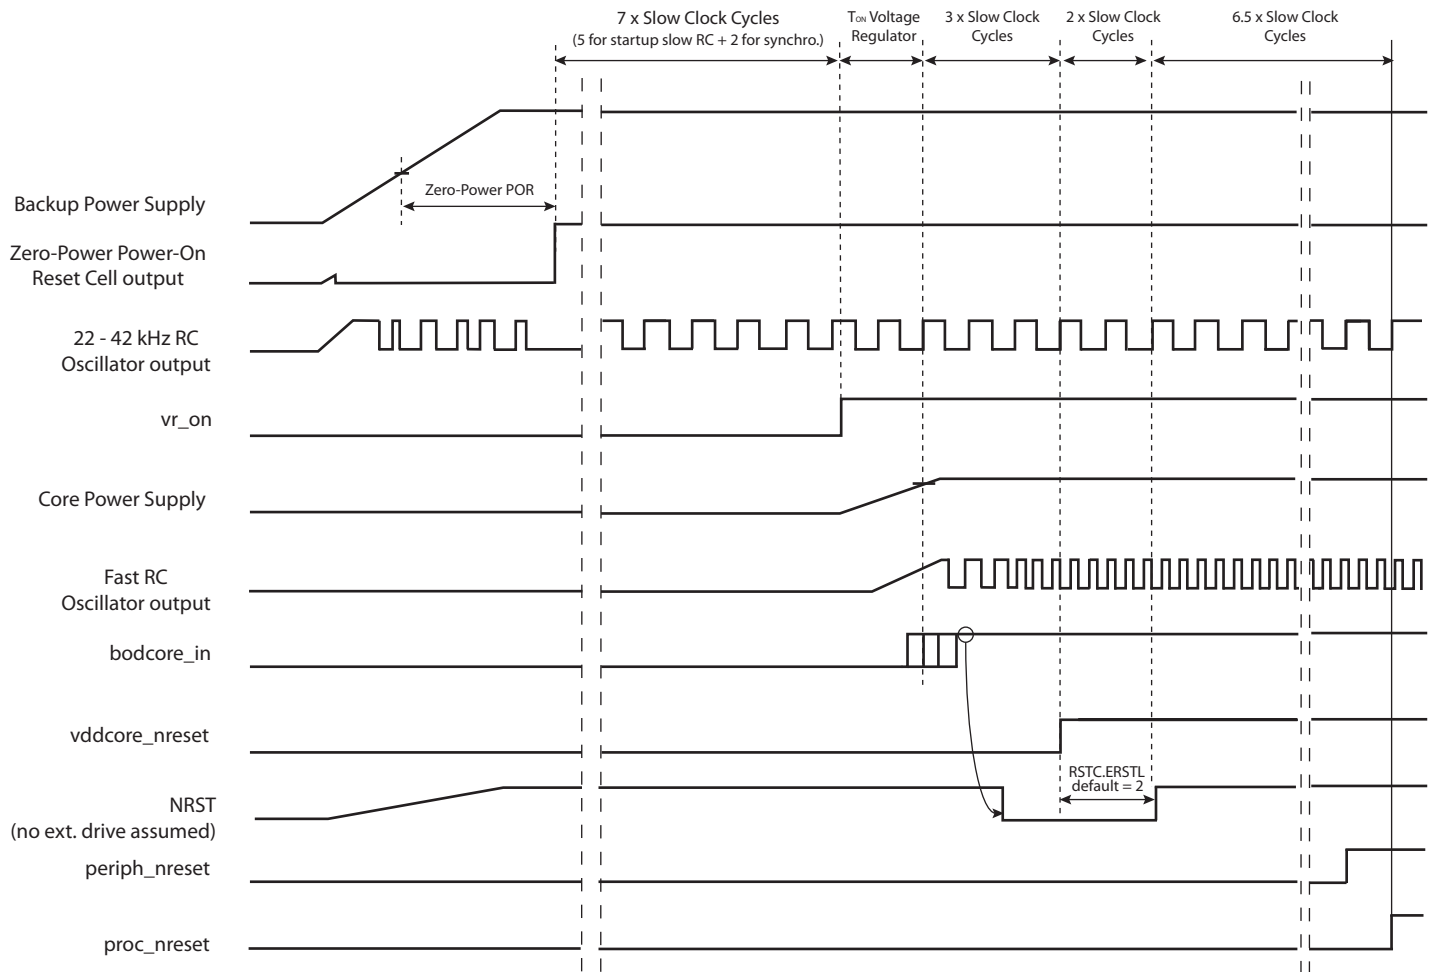 7 x Slow Clock Cycles
(5 for startup slow RC + 2 for synchro.)
TON Voltage
Regulator
3 x Slow Clock
Cycles
2 x Slow Clock
Cycles
6.5 x Slow Clock
Cycles
Backup Power Supply
Zero-Power POR
Zero-Power Power-On
Reset Cell output
22 - 42 kHz RC
Oscillator output
vr_on
Core Power Supply
Fast RC
Oscillator output
bodcore_in
vddcore_nreset
RSTC.ERSTL
default = 2
NRST
(no ext. drive assumed)
periph_nreset
proc_nreset